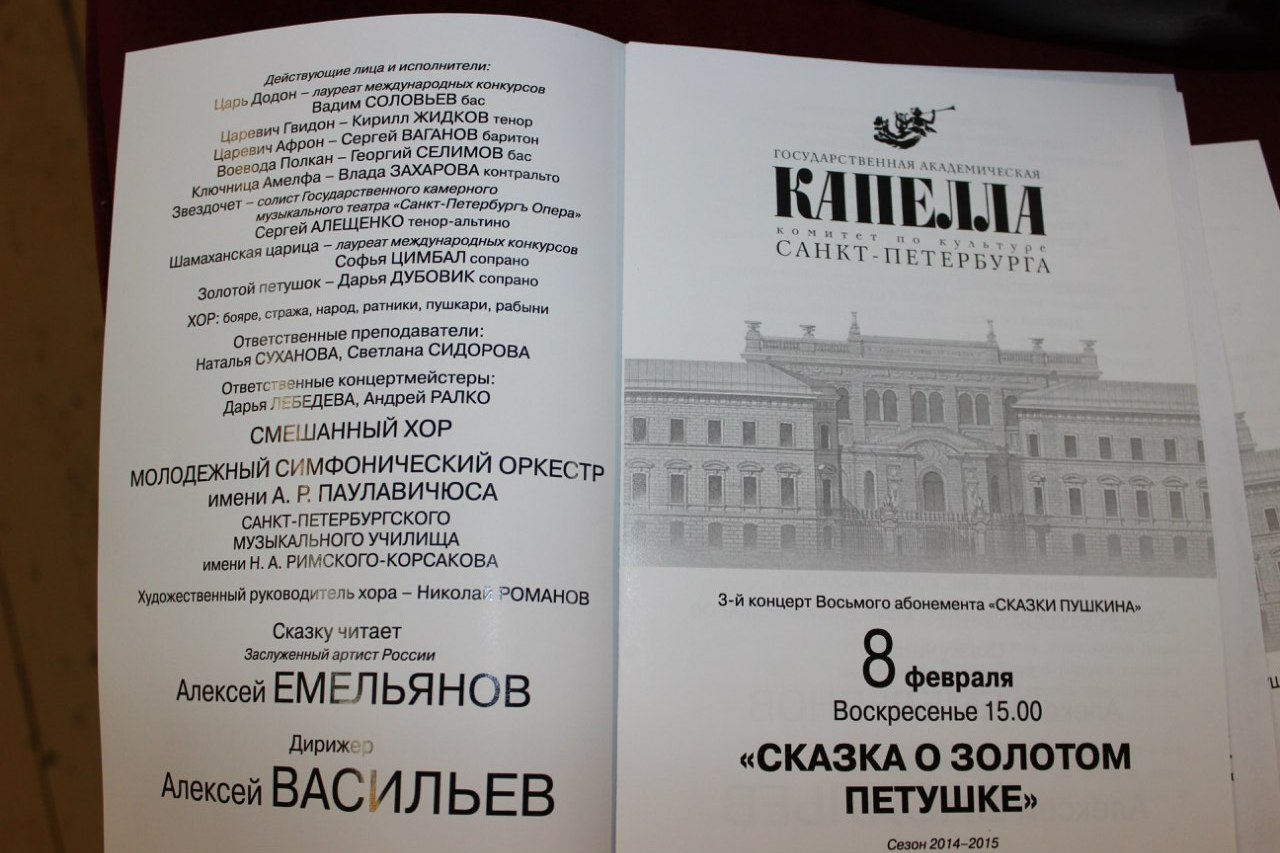 Действующие лица и исполнители:
Царь Додон – лауреат международных конкурсов
Вадим СОЛОВЬЕВ бас
Царевич Гвидон – Кирилл ЖИДКОВ тенор
Царевич Афрон – Сергей ВАГАНОВ баритон
Воевода Полкан – Георгий СЕЛИМОВ бас
Ключница Амелфа – Влада ЗАХАРОВА контральто
Звездочет – солист Государственного камерного
музыкального театра «Санкт-Петербургъ Опера»
Сергей АЛЕЩЕНКО тенор-альтино
Шамаханская царица – лауреат международных конкурсов
Софья ЦИМБАЛ сопрано
Золотой петушок – Дарья ДУБОВИК сопрано
ХОР: бояре, стража, народ, ратники, пушкари, рабыни
Ответственные преподаватели:
Наталья СУХАНОВА, Светлана СИДОРОВА
Ответственные концертмейстеры:
Дарья ЛЕБЕДЕВА, Андрей РАЛКО
СМЕШАННЫЙ ХОР
МОЛОДЕЖНЫЙ СИМФОНИЧЕСКИЙ ОРКЕСТР
имени А. Р. ПАУЛАВИЧЮСА
САНКТ-ПЕТЕРБУРГСКОГО
МУЗЫКАЛЬНОГО УЧИЛИЩА
имени Н. А. РИМСКОГО-КОРСАКОВА
Художественный руководитель хора – Николай РОМАНОВ
Сказку читает
Заслуженный артист России
Алексей ЕМЕЛЬЯНОВ
Дирижер
Алексей ВАСИЛЬЕВ
ГОСУДАРСТВЕННАЯ АКАДЕМИЧЕСКАЯ
КАПЕЛЛА
комитет по культуре
САНКТ-ПЕТЕРБУРГА
3-й концерт Восьмого абонемента «СКАЗКИ ПУШКИНА»
8 февраля
Воскресенье 15.00
«СКАЗКА О ЗОЛОТОМ
ПЕТУШКЕ»
Сезон 2014–2015